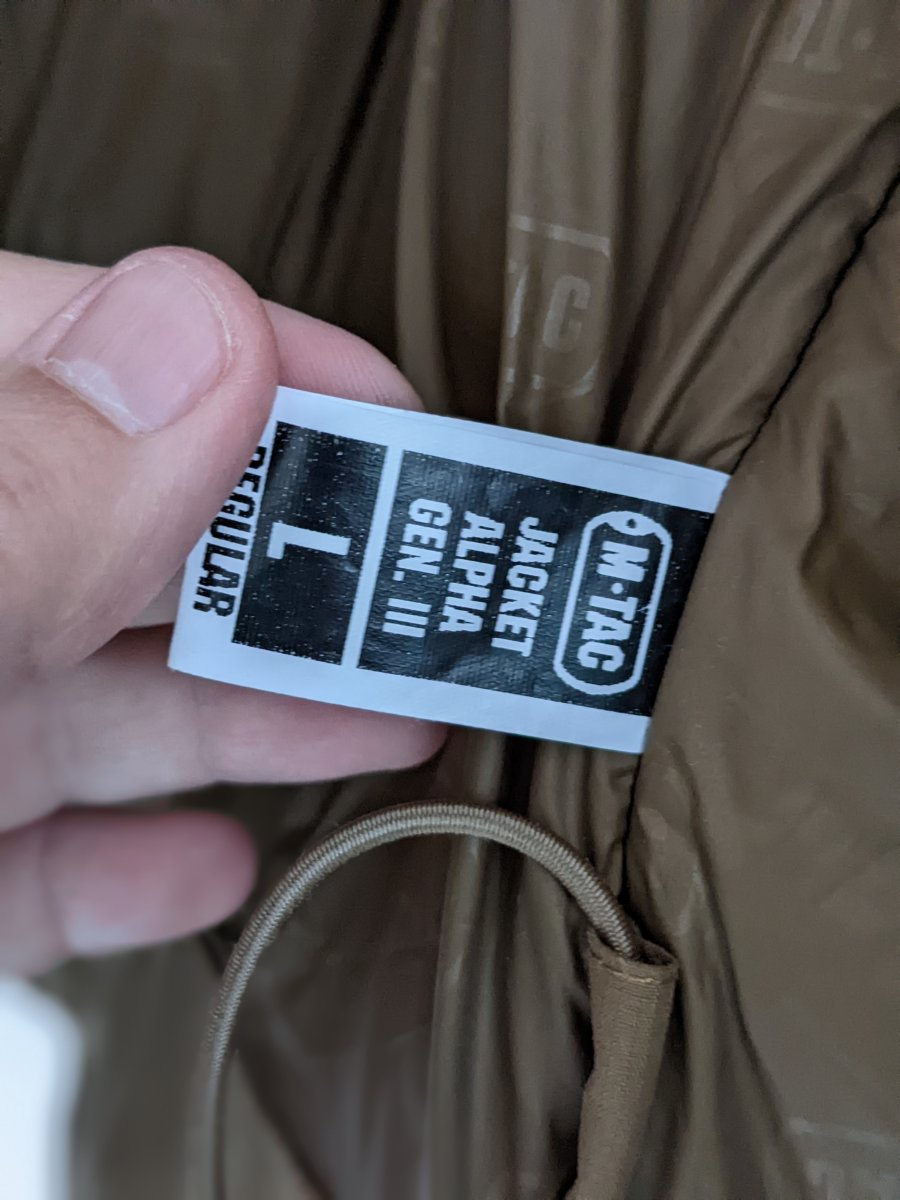 M·TAC
JACKET
ALPHA
GEN. III
L
REGULAR